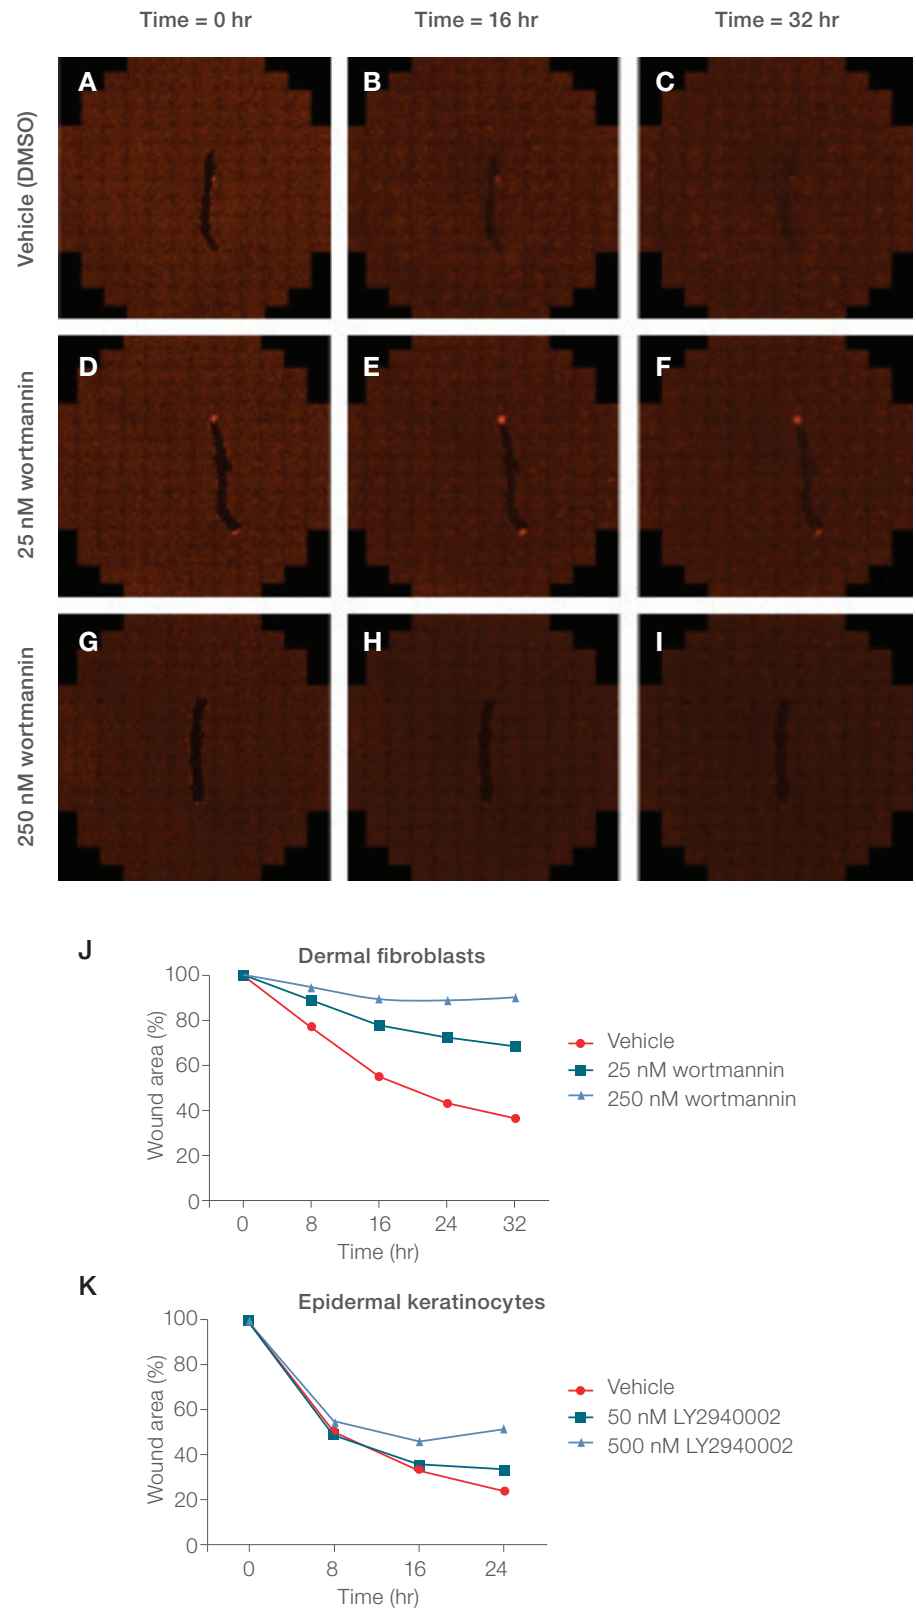 Time = 0 hr
Time = 16 hr
Time = 32 hr
Vehicle (DMSO)
A
B
C
25 nM wortmannin
D
E
F
250 nM wortmannin
G
H
I
J
Dermal fibroblasts
Wound area (%)
100
80
60
40
20
0
0
8
16
24
32
Time (hr)
Vehicle
25 nM wortmannin
250 nM wortmannin
K
Epidermal keratinocytes
Wound area (%)
100
80
60
40
20
0
0
8
16
24
Time (hr)
Vehicle
50 nM LY2940002
500 nM LY2940002